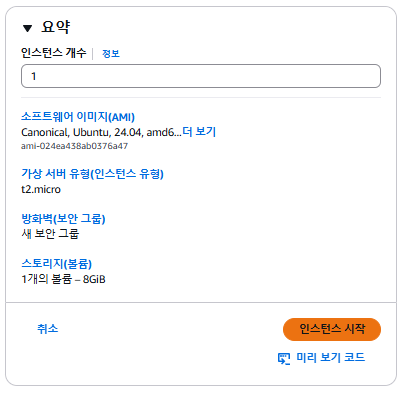 요약
인스턴스 개수 정보
1
소프트웨어 이미지(AMI)
Canonical, Ubuntu, 24.04, amd6...더 보기
ami-024ea438ab0376a47
가상 서버 유형(인스턴스 유형)
t2.micro
방화벽(보안 그룹)
새 보안 그룹
스토리지(볼륨)
1개의 볼륨 – 8GiB
취소
인스턴스 시작
미리 보기 코드